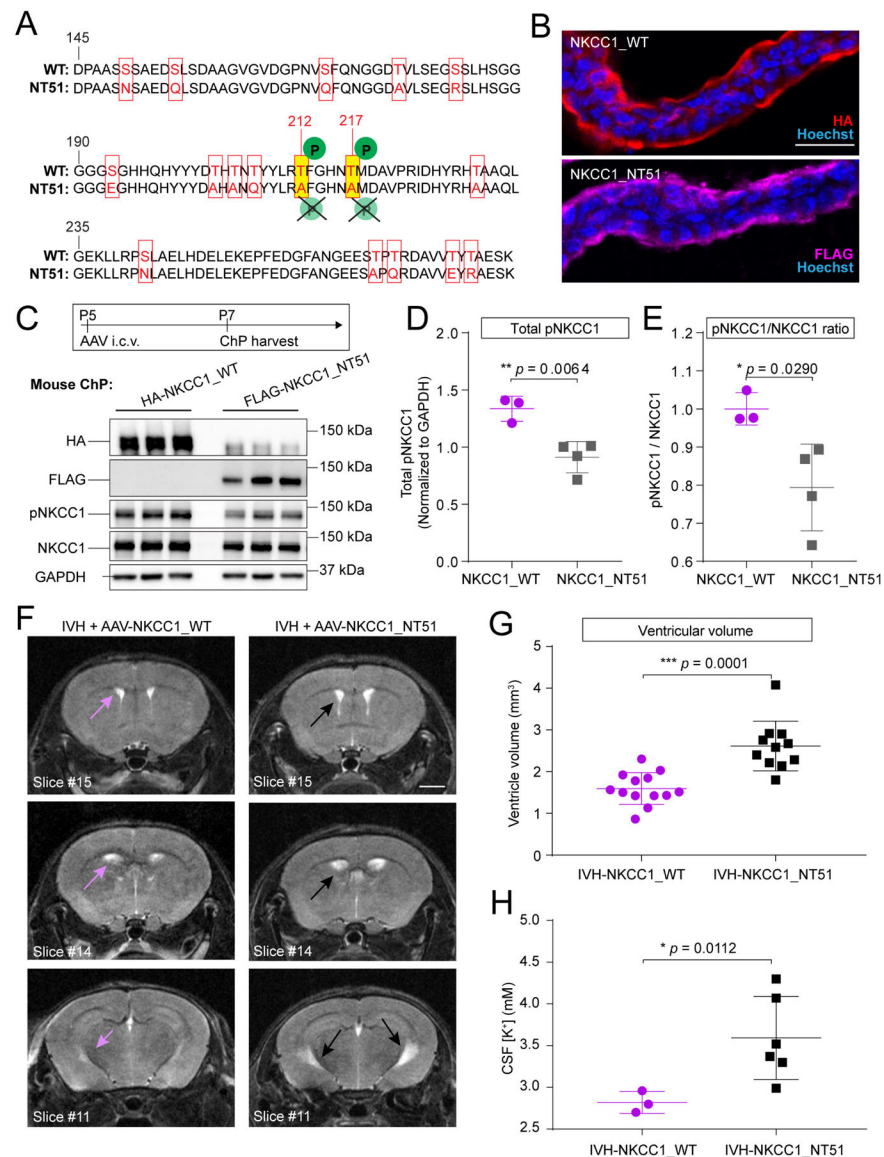 A
145
WT: DPAASSSAEDSLSDAAGVGVDGPNVSFQNGGDTVLSEGSSLHSGG
NT51: DPAASNSAEDQLSDAAGVGVDGPNVQFQNGGDAVLSEGRSLHSGG
212 217
190 P P
WT: GGGSGHHQHYYYDTHTNTYYLRTFGHNTMDAVPRIDHYRHTAAQL
NT51: GGGEGHHQHYYYDAHANQYYLRAFGHNAMDAVPRIDHYRHAAAQL
P P
235
WT: GEKLLRPSLAELHDELEKEPFEDGFANGEESTPTRDAVVTYTAESK
NT51: GEKLLRPNLAELHDELEKEPFEDGFANGEESAPQRDAVVEYRAESK
B
NKCC1_WT
HA
Hoechst
NKCC1_NT51
FLAG
Hoechst
C
P5 P7
AAV i.c.v. ChP harvest
Mouse ChP:
HA-NKCC1_WT
FLAG-NKCC1_NT51
HA
150 kDa
FLAG
150 kDa
pNKCC1
150 kDa
NKCC1
150 kDa
GAPDH
37 kDa
D
Total pNKCC1
** p = 0.0064
Total pNKCC1
(Normalized to GAPDH)
2.0
1.5
1.0
0.5
0.0
NKCC1_WT
NKCC1_NT51
E
pNKCC1/NKCC1 ratio
* p = 0.0290
pNKCC1 / NKCC1
1.2
1.1
1.0
0.9
0.8
0.7
0.6
NKCC1_WT
NKCC1_NT51
F
IVH + AAV-NKCC1_WT
IVH + AAV-NKCC1_NT51
Slice #15
Slice #15
Slice #14
Slice #14
Slice #11
Slice #11
G
Ventricular volume
*** p = 0.0001
Ventricle volume (mm³)
5
4
3
2
1
0
IVH-NKCC1_WT
IVH-NKCC1_NT51
H
* p = 0.0112
CSF [K⁺] (mM)
4.5
4.0
3.5
3.0
2.5
IVH-NKCC1_WT
IVH-NKCC1_NT51